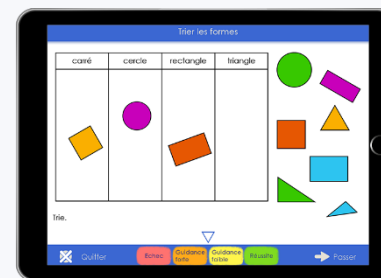 Trier les formes
carré cercle rectangle triangle
Trie.
Quitter Echec Guidance forte Guidance faible Réussite Passer